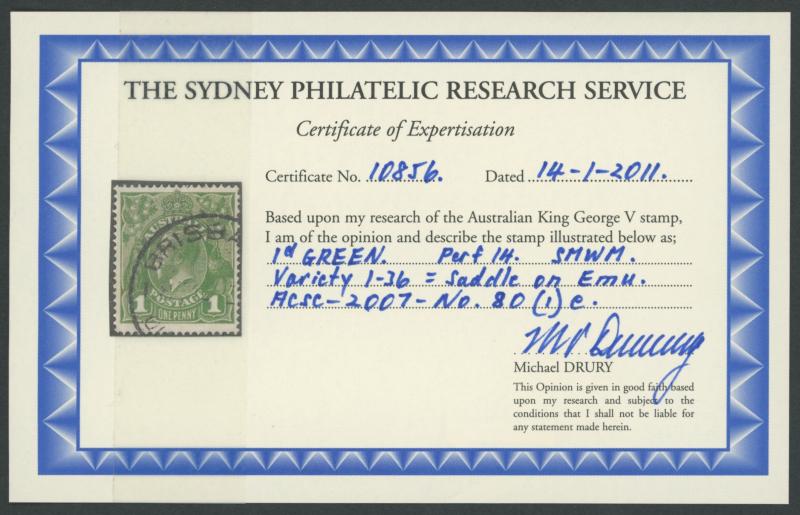 THE SYDNEY PHILATELIC RESEARCH SERVICE
Certificate of Expertisation
Certificate No. 10856. Dated 14-1-2011.
Based upon my research of the Australian King George V stamp,
I am of the opinion and describe the stamp illustrated below as;
1d GREEN. Perf 14. SMWM.
Variety 1-36 = Saddle on Emu.
ACSC-2007-No. 80 (1) e.
Michael DRURY
This Opinion is given in good faith based
upon my research and subject to the
conditions that I shall not be liable for
any statement made herein.
AUSTRALIA
BRISBA
1 1
POSTAGE
ONE PENNY